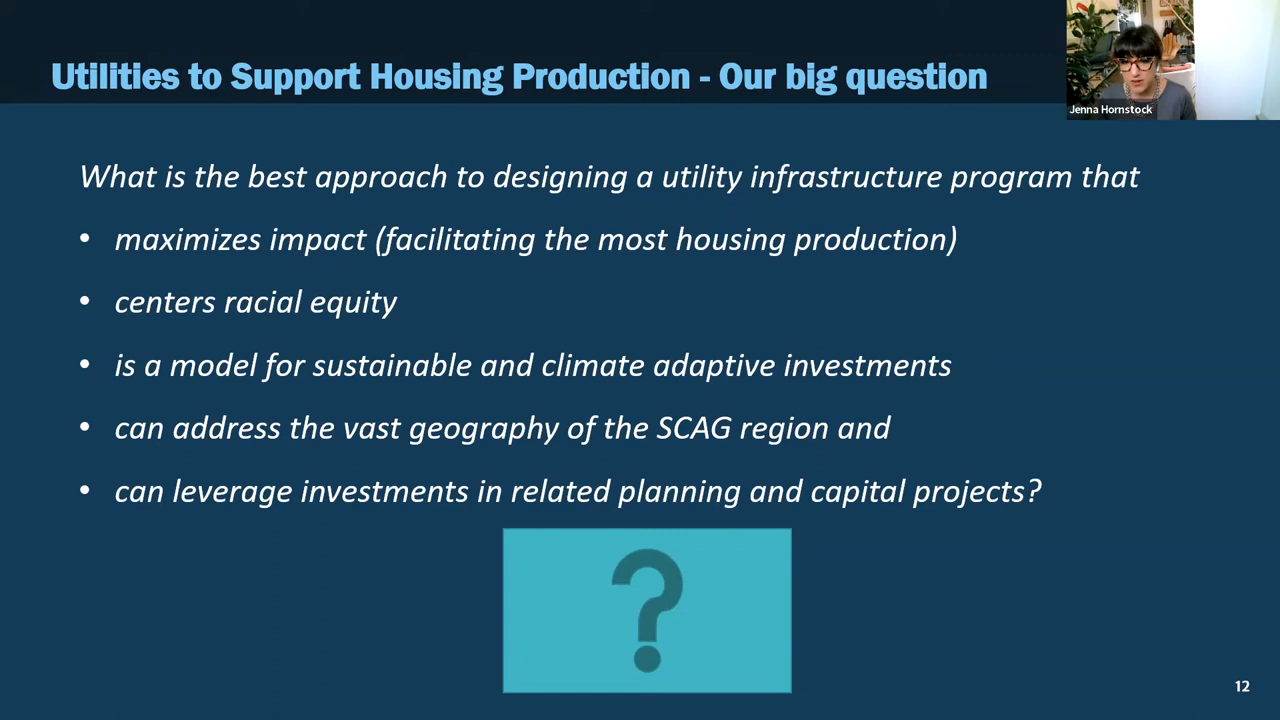 Utilities to Support Housing Production - Our big question
Jenna Hornstock
What is the best approach to designing a utility infrastructure program that
• maximizes impact (facilitating the most housing production)
• centers racial equity
• is a model for sustainable and climate adaptive investments
• can address the vast geography of the SCAG region and
• can leverage investments in related planning and capital projects?
?
12